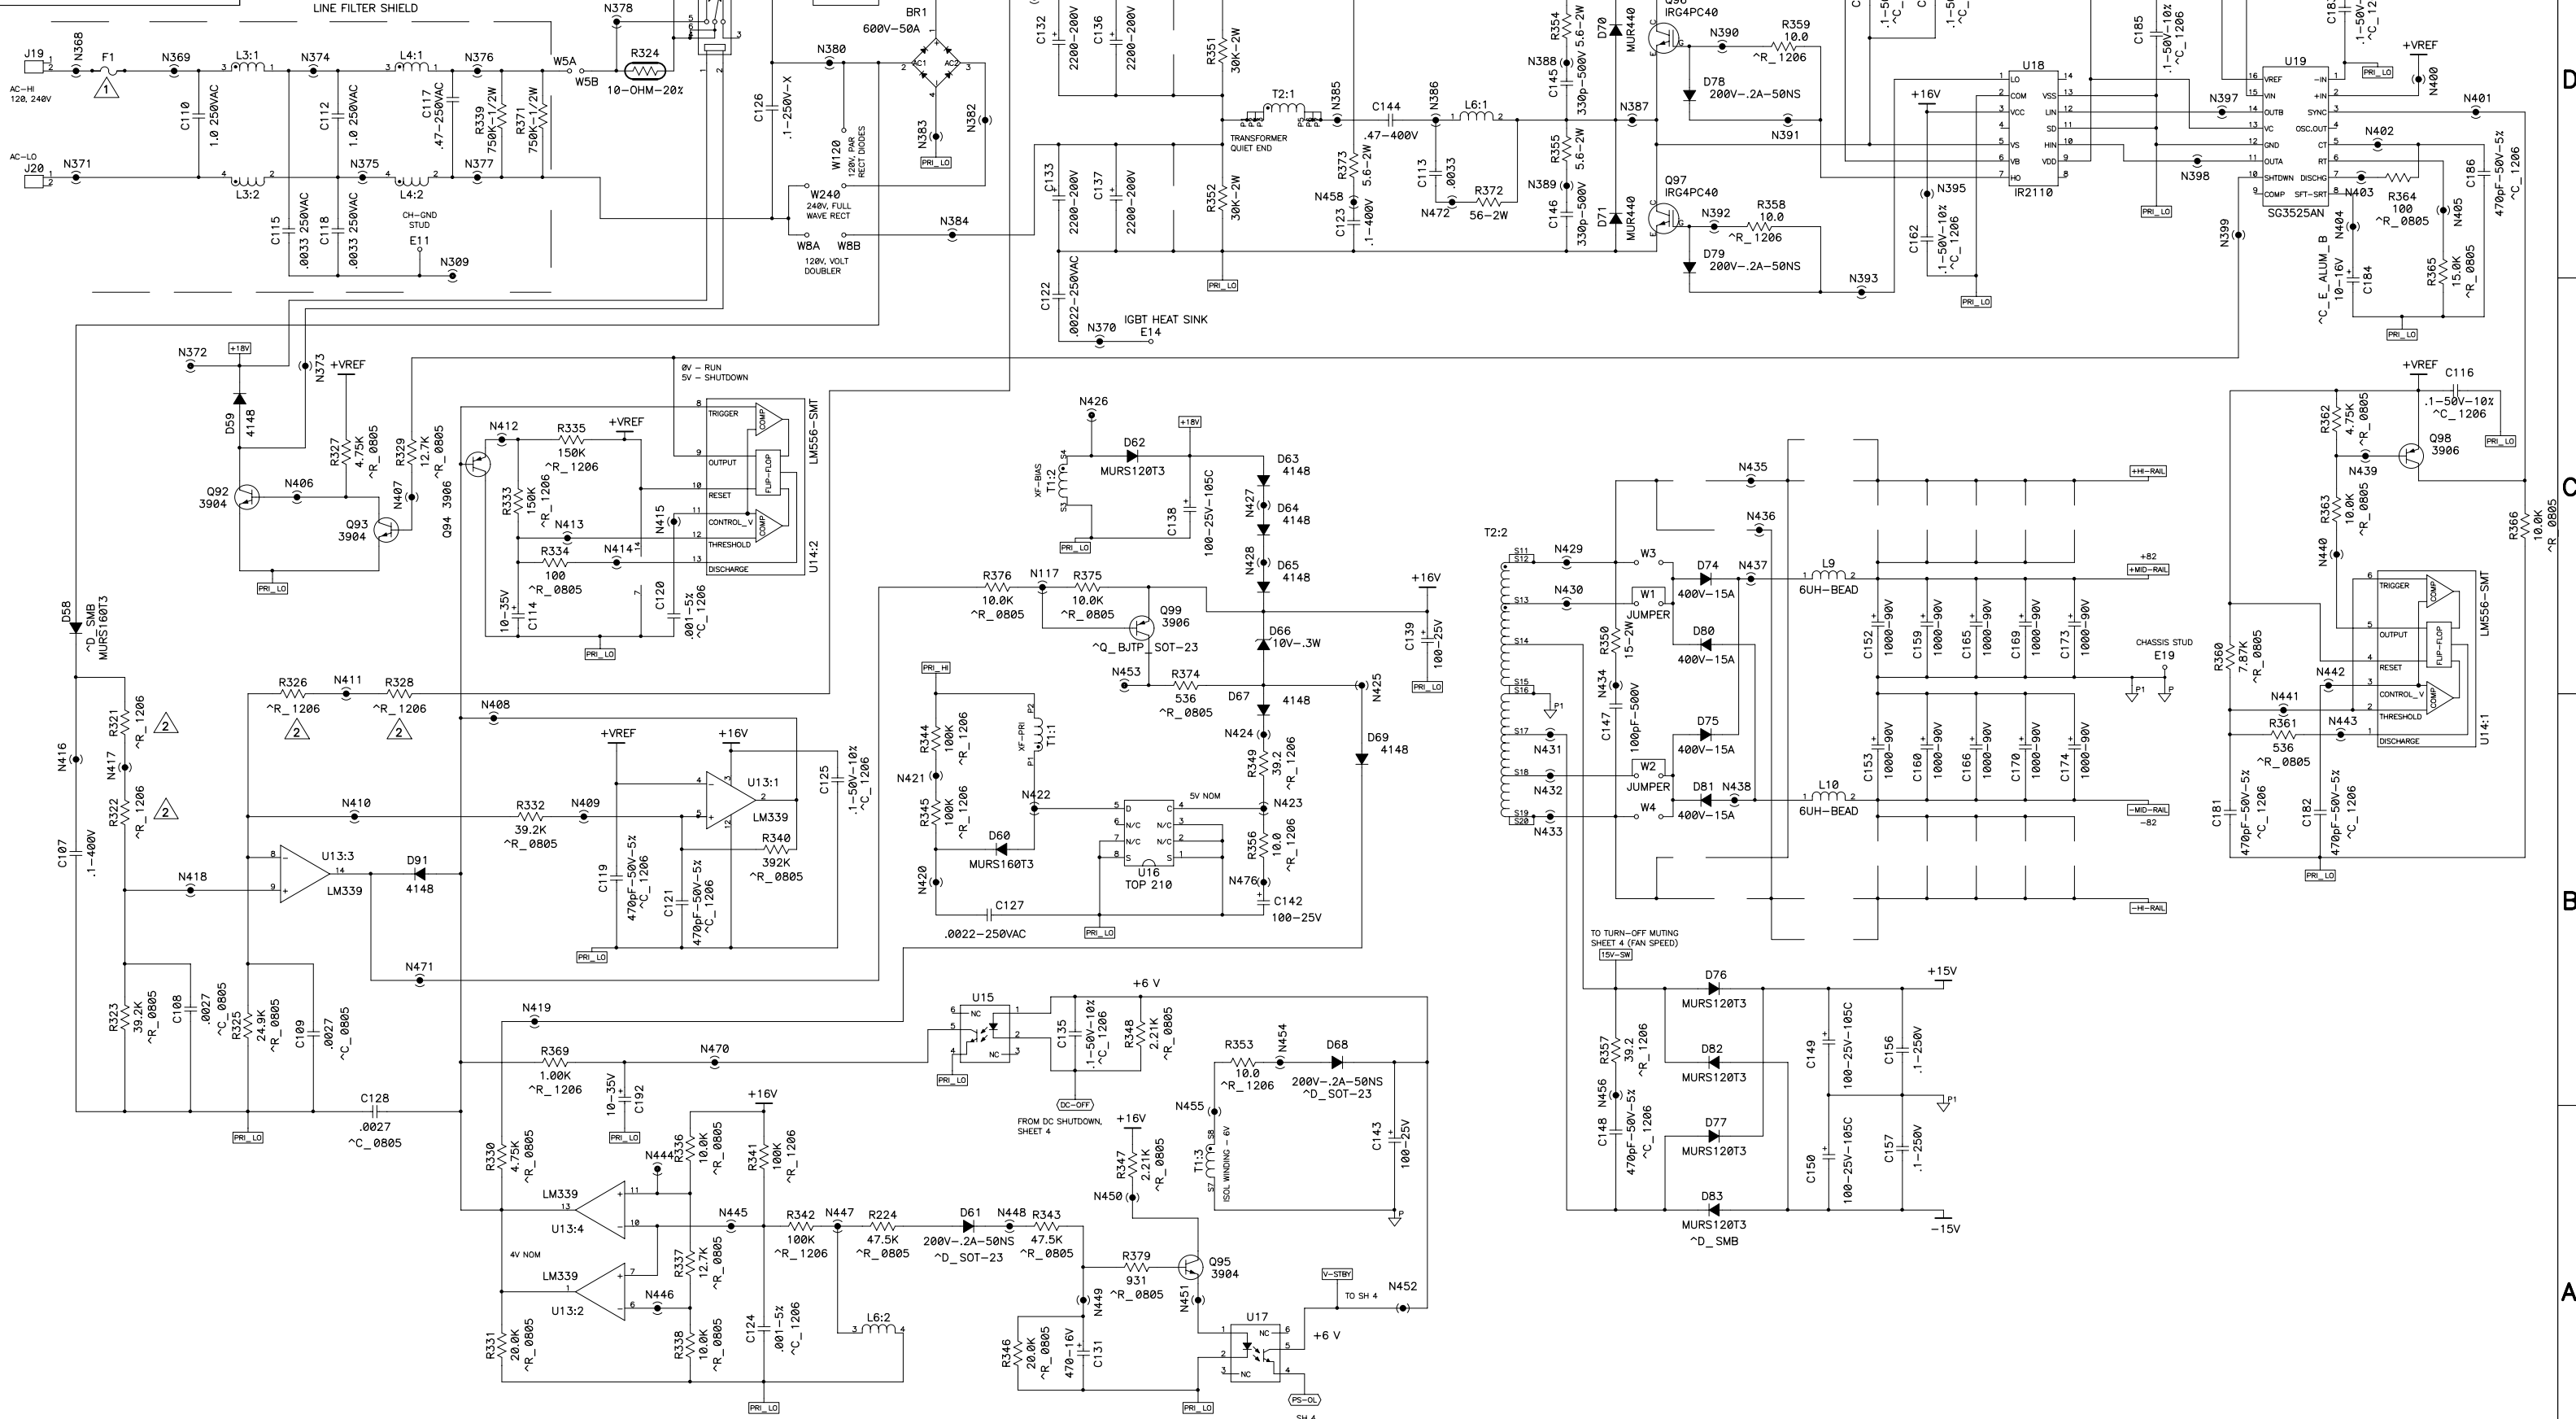 LINE FILTER SHIELD
N378
BR1
600V-50A
C132
2200-200V
C136
2200-200V
R351
30K-2W
R354
5.6-2W
D70
MUR440
IRG4PC40
R359
10.0
^R_1206
N390
C185
.1-50V-10%
^C_1206
+VREF
N400
J19
AC-HI
120, 240V
N368
F1
1
N369
L3:1
N374
L4:1
N376
W5A
W5B
R324
10-OHM-20%
N380
C126
.1-250V-X
N383
N382
PRI_LO
C110
1.0 250VAC
C112
1.0 250VAC
C117
.47-250VAC
R339
750K-1/2W
R371
750K-1/2W
W120
120V, PAR
RECT DIODES
AC-LO
J20
N371
L3:2
N375
L4:2
N377
C115
.0033 250VAC
C118
.0033 250VAC
CH-GND
STUD
E11
N309
W240
240V, FULL
WAVE RECT
W8A
W8B
120V, VOLT
DOUBLER
N384
C133
2200-200V
C137
2200-200V
R352
30K-2W
T2:1
TRANSFORMER
QUIET END
N385
C144
.47-400V
N386
L6:1
N388
C145
330p-500V
N387
R355
5.6-2W
R373
5.6-2W
N458
C123
.1-400V
C113
.0033
N472
R372
56-2W
N389
C146
330p-500V
D71
MUR440
Q97
IRG4PC40
D78
200V-.2A-50NS
N391
N392
R358
10.0
^R_1206
D79
200V-.2A-50NS
N393
C122
.0022-250VAC
N370
IGBT HEAT SINK
E14
PRI_LO
U18
LO
COM
VCC
VS
VB
HO
VSS
LIN
SD
HIN
VDD
IR2110
+16V
N395
C162
.1-50V-10%
^C_1206
PRI_LO
N397
N398
N399
PRI_LO
U19
VREF
VIN
OUTB
VC
GND
OUTA
SHTDWN
COMP
-IN
+IN
SYNC
OSC.OUT
CT
RT
DISCHG
SFT-SRT
SG3525AN
PRI_LO
N401
N402
N403
R364
100
^R_0805
N404
N405
C186
470pF-50V-5%
^C_1206
R365
15.0K
^R_0805
^C_E_ALUM_B
10-16V
C184
PRI_LO
D
N372
+18V
N373
+VREF
D59
4148
R327
4.75K
^R_0805
R329
12.7K
^R_0805
N407
N406
Q92
3904
Q93
3904
PRI_LO
0V - RUN
5V - SHUTDOWN
Q94 3906
N412
R335
150K
^R_1206
+VREF
R333
150K
^R_1206
N413
R334
100
^R_0805
N414
N415
10-35V
C114
C120
.001-5%
^C_1206
PRI_LO
TRIGGER
OUTPUT
RESET
CONTROL_V
THRESHOLD
DISCHARGE
COMP
FLIP-FLOP
COMP
LM556-SMT
U14:2
N426
XF-BIAS
T1:2
D62
MURS120T3
+18V
PRI_LO
C138
100-25V-105C
D63
4148
N427
D64
4148
N428
D65
4148
R376
10.0K
^R_0805
N117
R375
10.0K
^R_0805
Q99
3906
^Q_BJTP_SOT-23
N453
R374
536
^R_0805
D66
10V-.3W
+16V
C139
100-25V
PRI_LO
N425
D67
4148
N424
D69
4148
R349
39.2
^R_1206
N423
R356
10.0
^R_1206
N476
C142
100-25V
PRI_HI
R344
100K
^R_1206
XF-PRI
T1:1
N421
R345
100K
^R_1206
N422
D60
MURS160T3
N420
C127
.0022-250VAC
PRI_LO
D
N/C
N/C
S
C
N/C
N/C
S
5V NOM
U16
TOP 210
T2:2
N429
W3
N430
W1
JUMPER
D74
400V-15A
N437
D80
400V-15A
R350
15-2W
N434
C147
100pF-500V
N431
N432
N433
D75
400V-15A
W2
JUMPER
W4
D81
N438
400V-15A
N435
N436
L9
6UH-BEAD
L10
6UH-BEAD
C152
1000-90V
C159
1000-90V
C165
1000-90V
C169
1000-90V
C173
1000-90V
C153
1000-90V
C160
1000-90V
C166
1000-90V
C170
1000-90V
C174
1000-90V
+HI-RAIL
+82
+MID-RAIL
CHASSIS STUD
E19
P1
P
-MID-RAIL
-82
-HI-RAIL
+VREF
C116
.1-50V-10%
^C_1206
PRI_LO
R362
4.75K
^R_0805
Q98
3906
N439
R363
10.0K
^R_0805
N440
R366
10.0K
^R_0805
R360
7.87K
^R_0805
N441
N442
R361
536
^R_0805
N443
C181
470pF-50V-5%
^C_1206
C182
470pF-50V-5%
^C_1206
PRI_LO
TRIGGER
OUTPUT
RESET
CONTROL_V
THRESHOLD
DISCHARGE
COMP
FLIP-FLOP
COMP
LM556-SMT
U14:1
C
D58
^D_SMB
MURS160T3
R321
^R_1206
2
N416
N417
R322
^R_1206
2
C107
.1-400V
R326
^R_1206
2
N411
R328
^R_1206
2
N408
N410
R332
39.2K
^R_0805
N409
+VREF
+16V
U13:1
LM339
C125
.1-50V-10%
^C_1206
R340
392K
^R_0805
C119
470pF-50V-5%
^C_1206
C121
470pF-50V-5%
^C_1206
PRI_LO
N418
U13:3
LM339
D91
4148
N471
R323
39.2K
^R_0805
C108
.0027
^C_0805
R325
24.9K
^R_0805
C109
.0027
^C_0805
PRI_LO
C128
.0027
^C_0805
B
N419
R369
1.00K
^R_1206
N470
10-35V
C192
PRI_LO
U15
NC
NC
PRI_LO
+6 V
C135
.1-50V-10%
^C_1206
R348
2.21K
^R_0805
DC-OFF
FROM DC SHUTDOWN,
SHEET 4
R353
10.0
^R_1206
N454
D68
200V-.2A-50NS
^D_SOT-23
N455
T1:3
ISOL WINDING - 6V
C143
100-25V
P
+16V
R347
2.21K
^R_0805
N450
R330
4.75K
^R_0805
LM339
U13:4
4V NOM
LM339
U13:2
R331
20.0K
^R_0805
N444
R336
10.0K
^R_0805
+16V
R341
100K
^R_1206
N445
R337
12.7K
^R_0805
N446
R338
10.0K
^R_0805
C124
.001-5%
^C_1206
PRI_LO
R342
100K
^R_1206
N447
R224
47.5K
^R_0805
D61
200V-.2A-50NS
^D_SOT-23
N448
R343
47.5K
^R_0805
L6:2
R379
931
^R_0805
Q95
3904
N449
N451
R346
20.0K
^R_0805
470-16V
C131
PRI_LO
U17
NC
NC
+6 V
V-STBY
TO SH 4
N452
PS-OL
SH 4
TO TURN-OFF MUTING
SHEET 4 (FAN SPEED)
15V-SW
D76
MURS120T3
+15V
R357
39.2
^R_1206
N456
C148
470pF-50V-5%
^C_1206
D82
MURS120T3
D77
MURS120T3
D83
MURS120T3
^D_SMB
C149
100-25V-105C
C156
.1-250V
C150
100-25V-105C
C157
.1-250V
P1
-15V
A